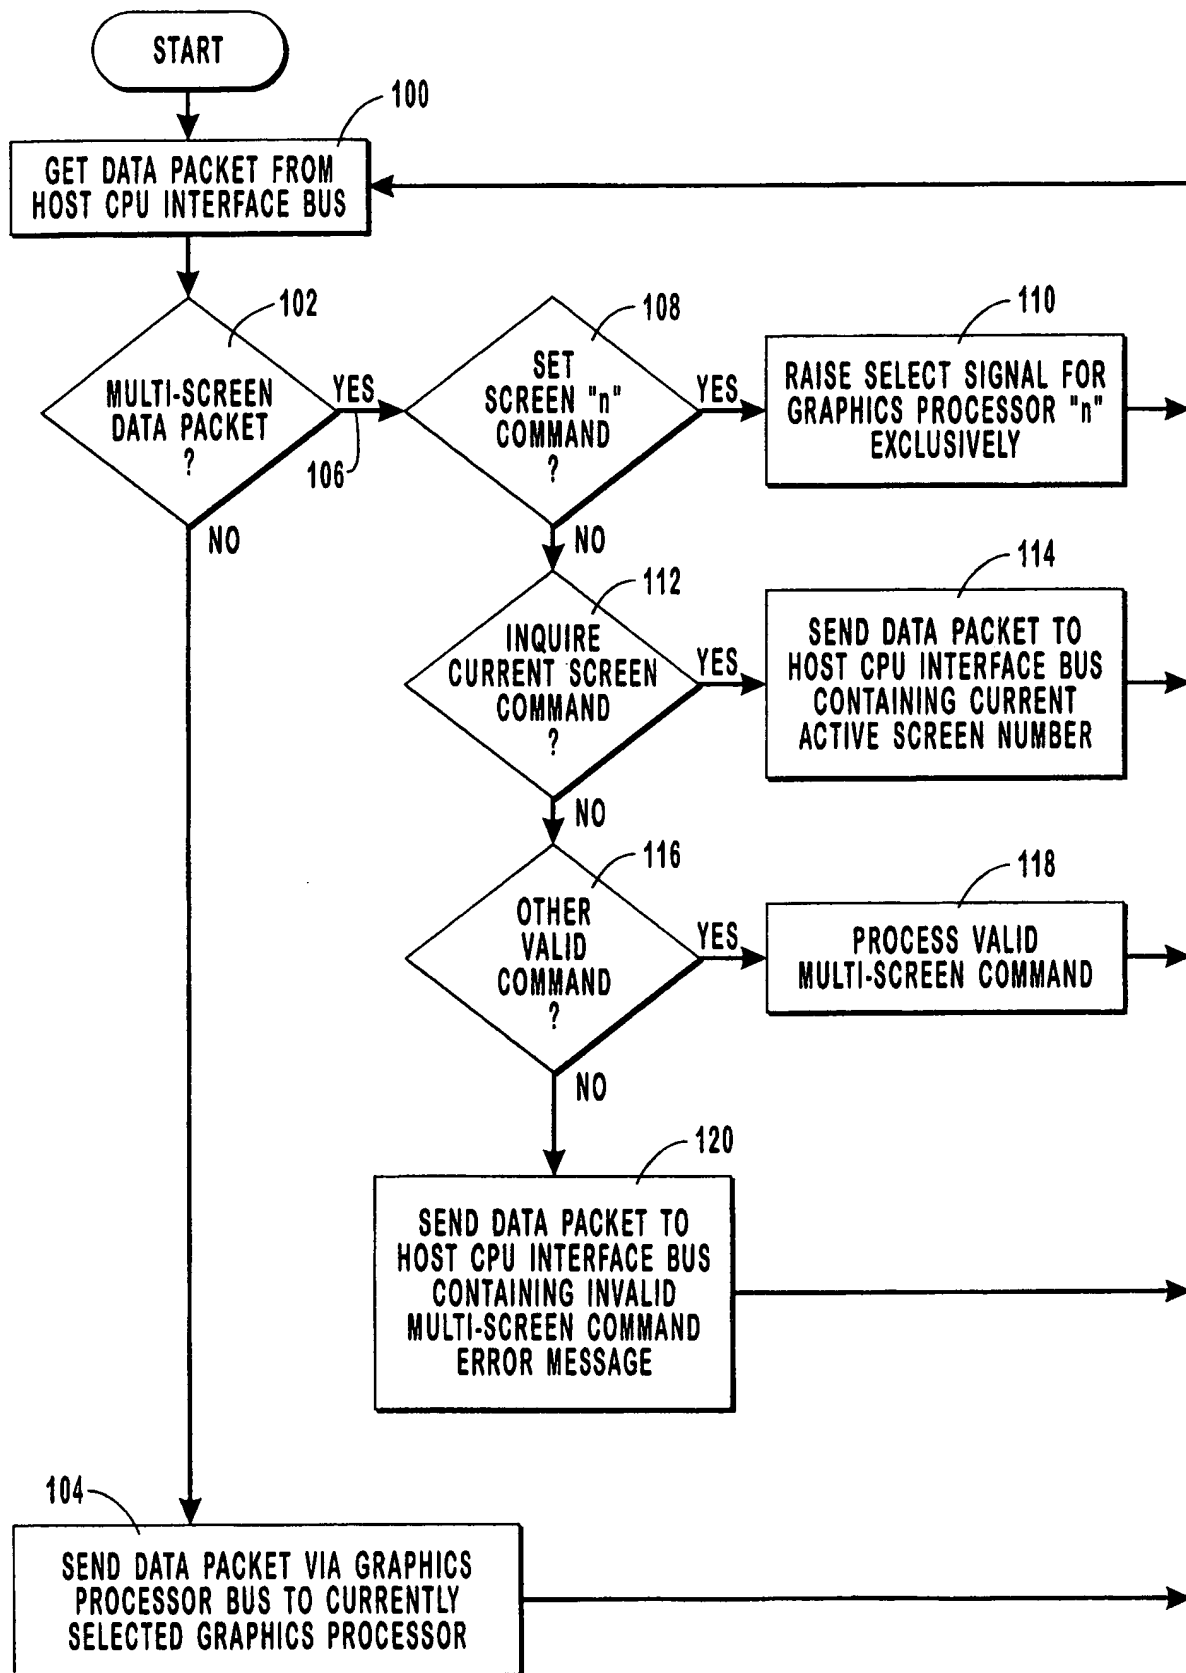 START
100
GET DATA PACKET FROM
HOST CPU INTERFACE BUS
102
MULTI-SCREEN
DATA PACKET
?
YES
106
NO
108
SET
SCREEN "n"
COMMAND
?
YES
NO
110
RAISE SELECT SIGNAL FOR
GRAPHICS PROCESSOR "n"
EXCLUSIVELY
112
INQUIRE
CURRENT SCREEN
COMMAND
?
YES
NO
114
SEND DATA PACKET TO
HOST CPU INTERFACE BUS
CONTAINING CURRENT
ACTIVE SCREEN NUMBER
116
OTHER
VALID
COMMAND
?
YES
NO
118
PROCESS VALID
MULTI-SCREEN COMMAND
120
SEND DATA PACKET TO
HOST CPU INTERFACE BUS
CONTAINING INVALID
MULTI-SCREEN COMMAND
ERROR MESSAGE
104
SEND DATA PACKET VIA GRAPHICS
PROCESSOR BUS TO CURRENTLY
SELECTED GRAPHICS PROCESSOR